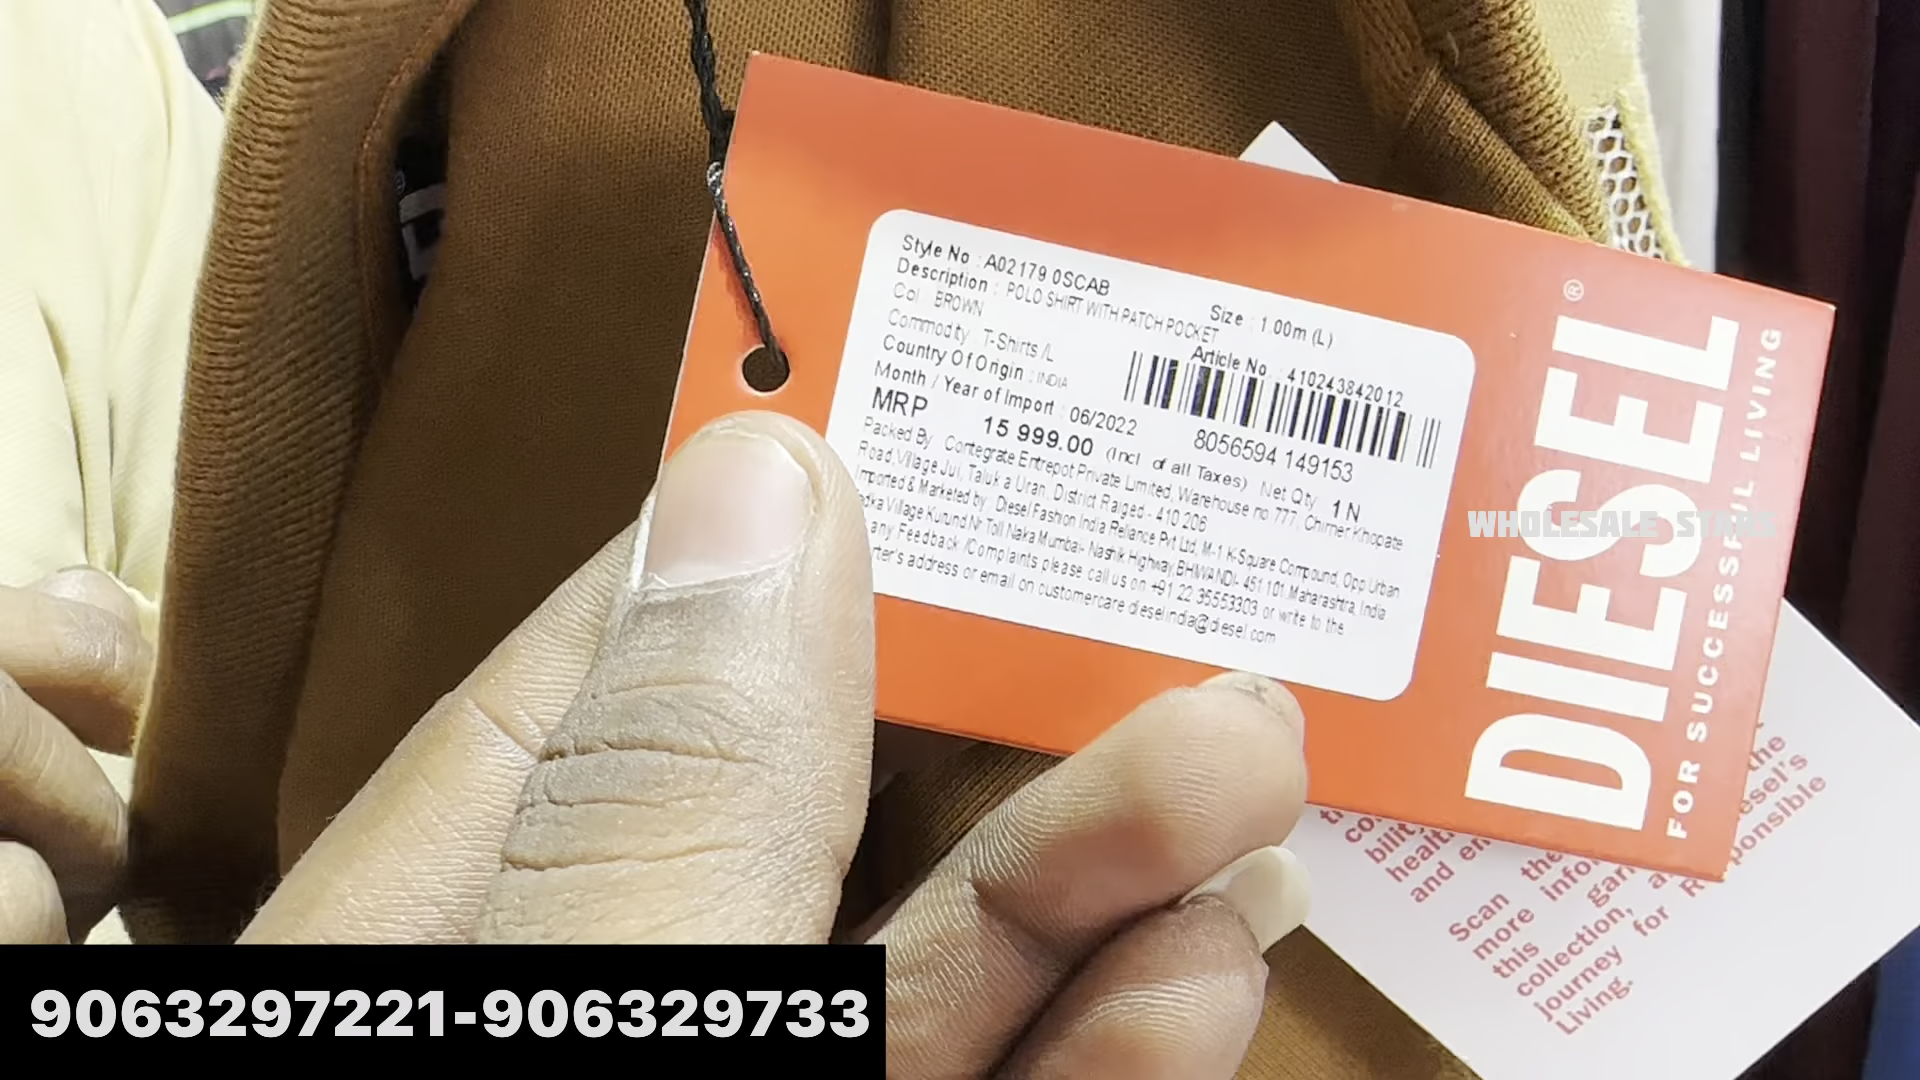 Style No : A02179 0SCAB
Description : POLO SHIRT WITH PATCH POCKET
Size : 1.00m (L)
Col : BROWN
Commodity : T-Shirts /L
Article No. : 410243842012
Country Of Origin : INDIA
Month / Year of Import : 06/2022
8056594 149153
MRP 15 999.00 (Incl of all Taxes) Net Qty 1 N
Packed By Contegrate Entrepot Private Limited, Warehouse no 777, Chirner Khopate
Road, Village Jui, Taluk a Uran, District Raigad - 410 206
Imported & Marketed by Diesel Fashion India Reliance Pvt Ltd, M-1 K-Square Compound, Opp Urban
Village Kurund Nr Toll Naka Mumbai- Nashik Highway, BHIWANDI- 451 101 Maharashtra, India
any Feedback /Complaints please call us on +91 22 35553303 or write to the
address or email on customercare dieselindia@diesel.com
DIESEL®
FOR SUCCESSFUL LIVING
WHOLESALE STARS
the
and
Scan the
more
this
collection,
journey for
Living.
9063297221-906329733